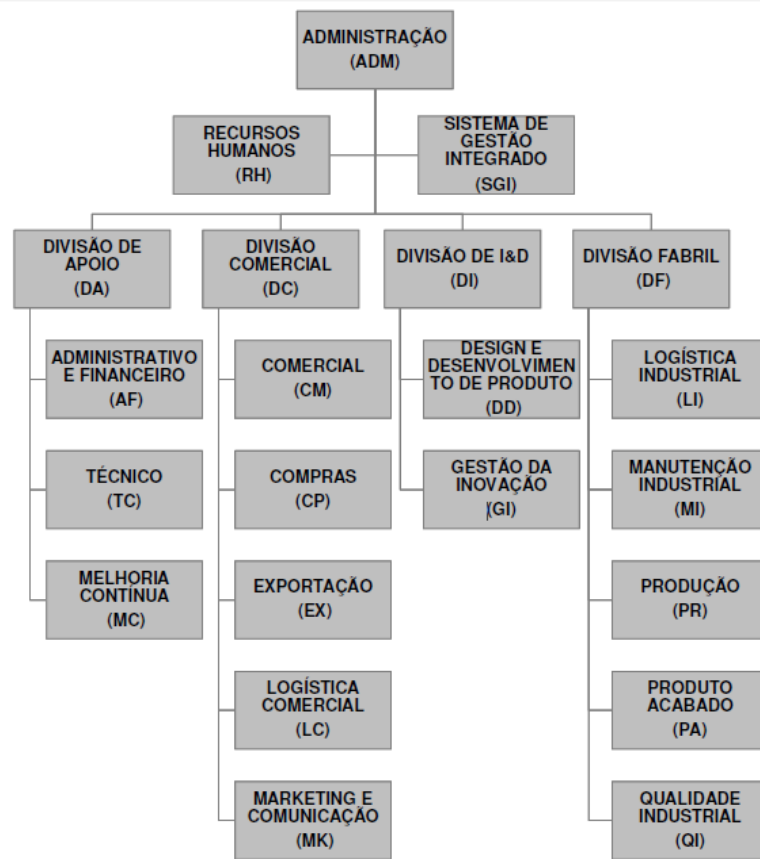 ADMINISTRAÇÃO
(ADM)
RECURSOS
HUMANOS
(RH)
SISTEMA DE
GESTÃO
INTEGRADO
(SGI)
DIVISÃO DE
APOIO
(DA)
DIVISÃO
COMERCIAL
(DC)
DIVISÃO DE I&D
(DI)
DIVISÃO FABRIL
(DF)
ADMINISTRATIVO
E FINANCEIRO
(AF)
TÉCNICO
(TC)
MELHORIA
CONTÍNUA
(MC)
COMERCIAL
(CM)
COMPRAS
(CP)
EXPORTAÇÃO
(EX)
LOGÍSTICA
COMERCIAL
(LC)
MARKETING E
COMUNICAÇÃO
(MK)
DESIGN E
DESENVOLVIMEN
TO DE PRODUTO
(DD)
GESTÃO DA
INOVAÇÃO
(GI)
LOGÍSTICA
INDUSTRIAL
(LI)
MANUTENÇÃO
INDUSTRIAL
(MI)
PRODUÇÃO
(PR)
PRODUTO
ACABADO
(PA)
QUALIDADE
INDUSTRIAL
(QI)